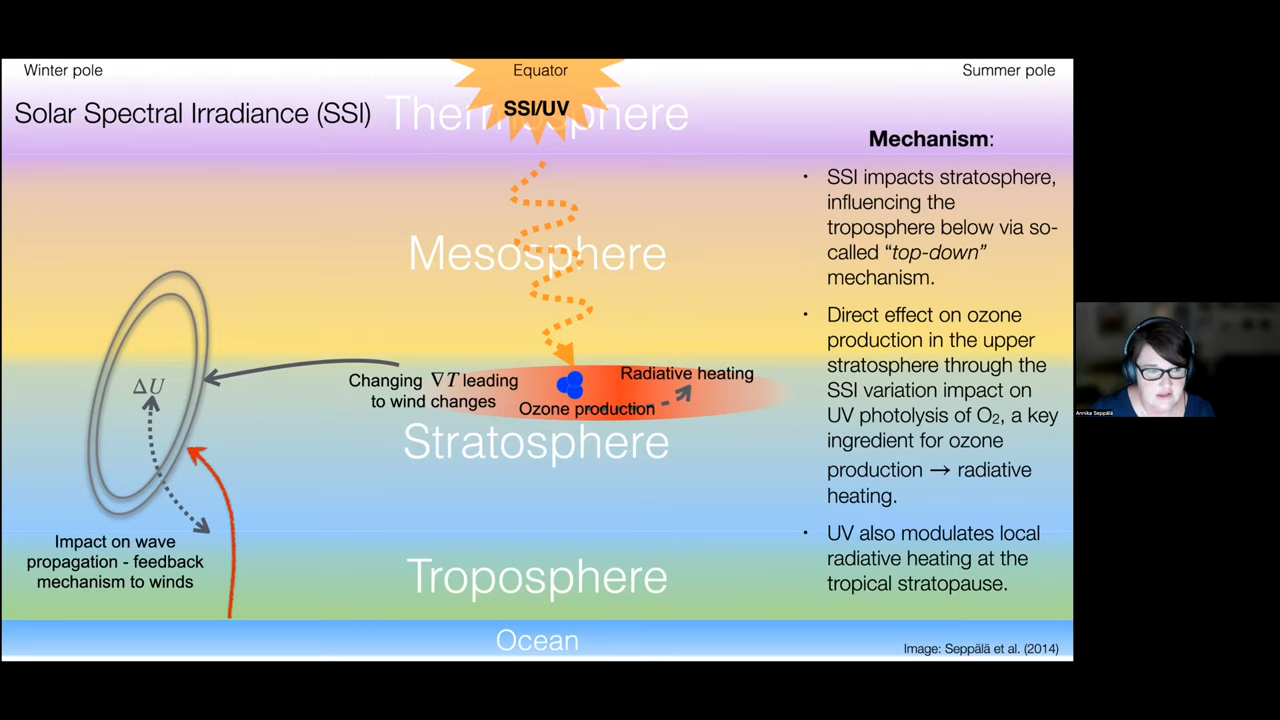 Winter pole
Equator
Summer pole
Solar Spectral Irradiance (SSI)
Thermosphere
SSI/UV
Mechanism:
• SSI impacts stratosphere,
influencing the
troposphere below via so-
called “top-down”
mechanism.
• Direct effect on ozone
production in the upper
stratosphere through the
SSI variation impact on
UV photolysis of O₂, a key
ingredient for ozone
production → radiative
heating.
• UV also modulates local
radiative heating at the
tropical stratopause.
Mesosphere
ΔU
Changing ∇T leading
to wind changes
Radiative heating
Ozone production
Stratosphere
Impact on wave
propagation - feedback
mechanism to winds
Troposphere
Ocean
Image: Seppälä et al. (2014)
Annika Seppälä